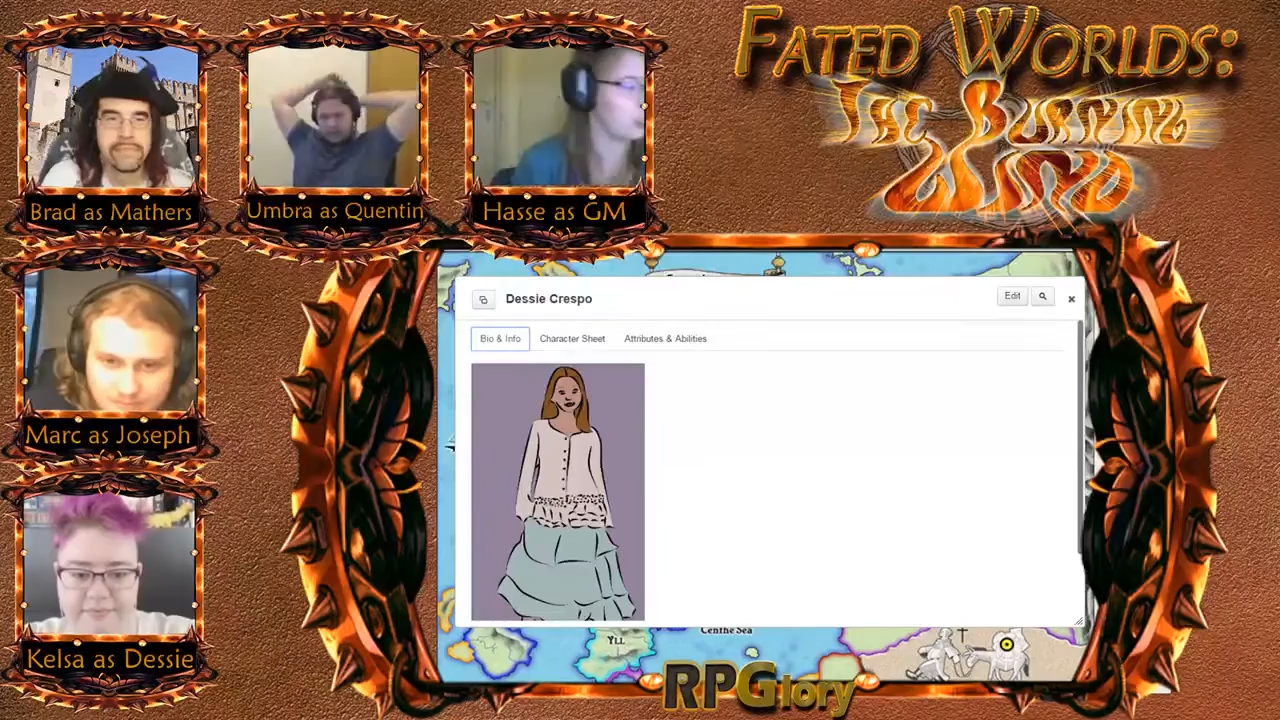 FATED WORLDS:
THE BURNING
WIND
Brad as Mathers
Umbra as Quentin
Hasse as GM
Marc as Joseph
Kelsa as Dessie
Dessie Crespo
Edit
Bio & Info
Character Sheet
Attributes & Abilities
YLL
Centhe Sea
RPGlory